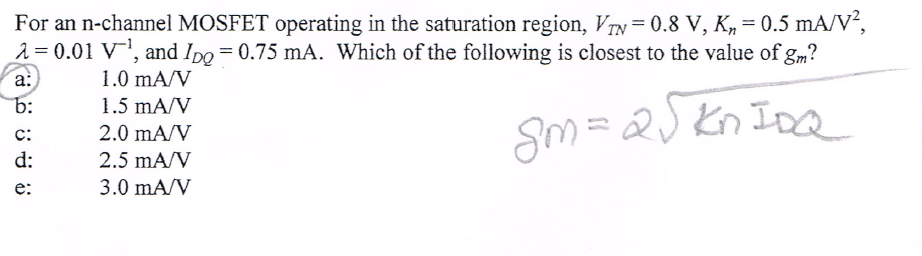 For an n-channel MOSFET operating in the saturation region, V_TN = 0.8 V, K_n = 0.5 mA/V²,
λ = 0.01 V⁻¹, and I_DQ = 0.75 mA. Which of the following is closest to the value of g_m?
a: 1.0 mA/V
b: 1.5 mA/V
c: 2.0 mA/V
gm = 2√Kn IDQ
d: 2.5 mA/V
e: 3.0 mA/V